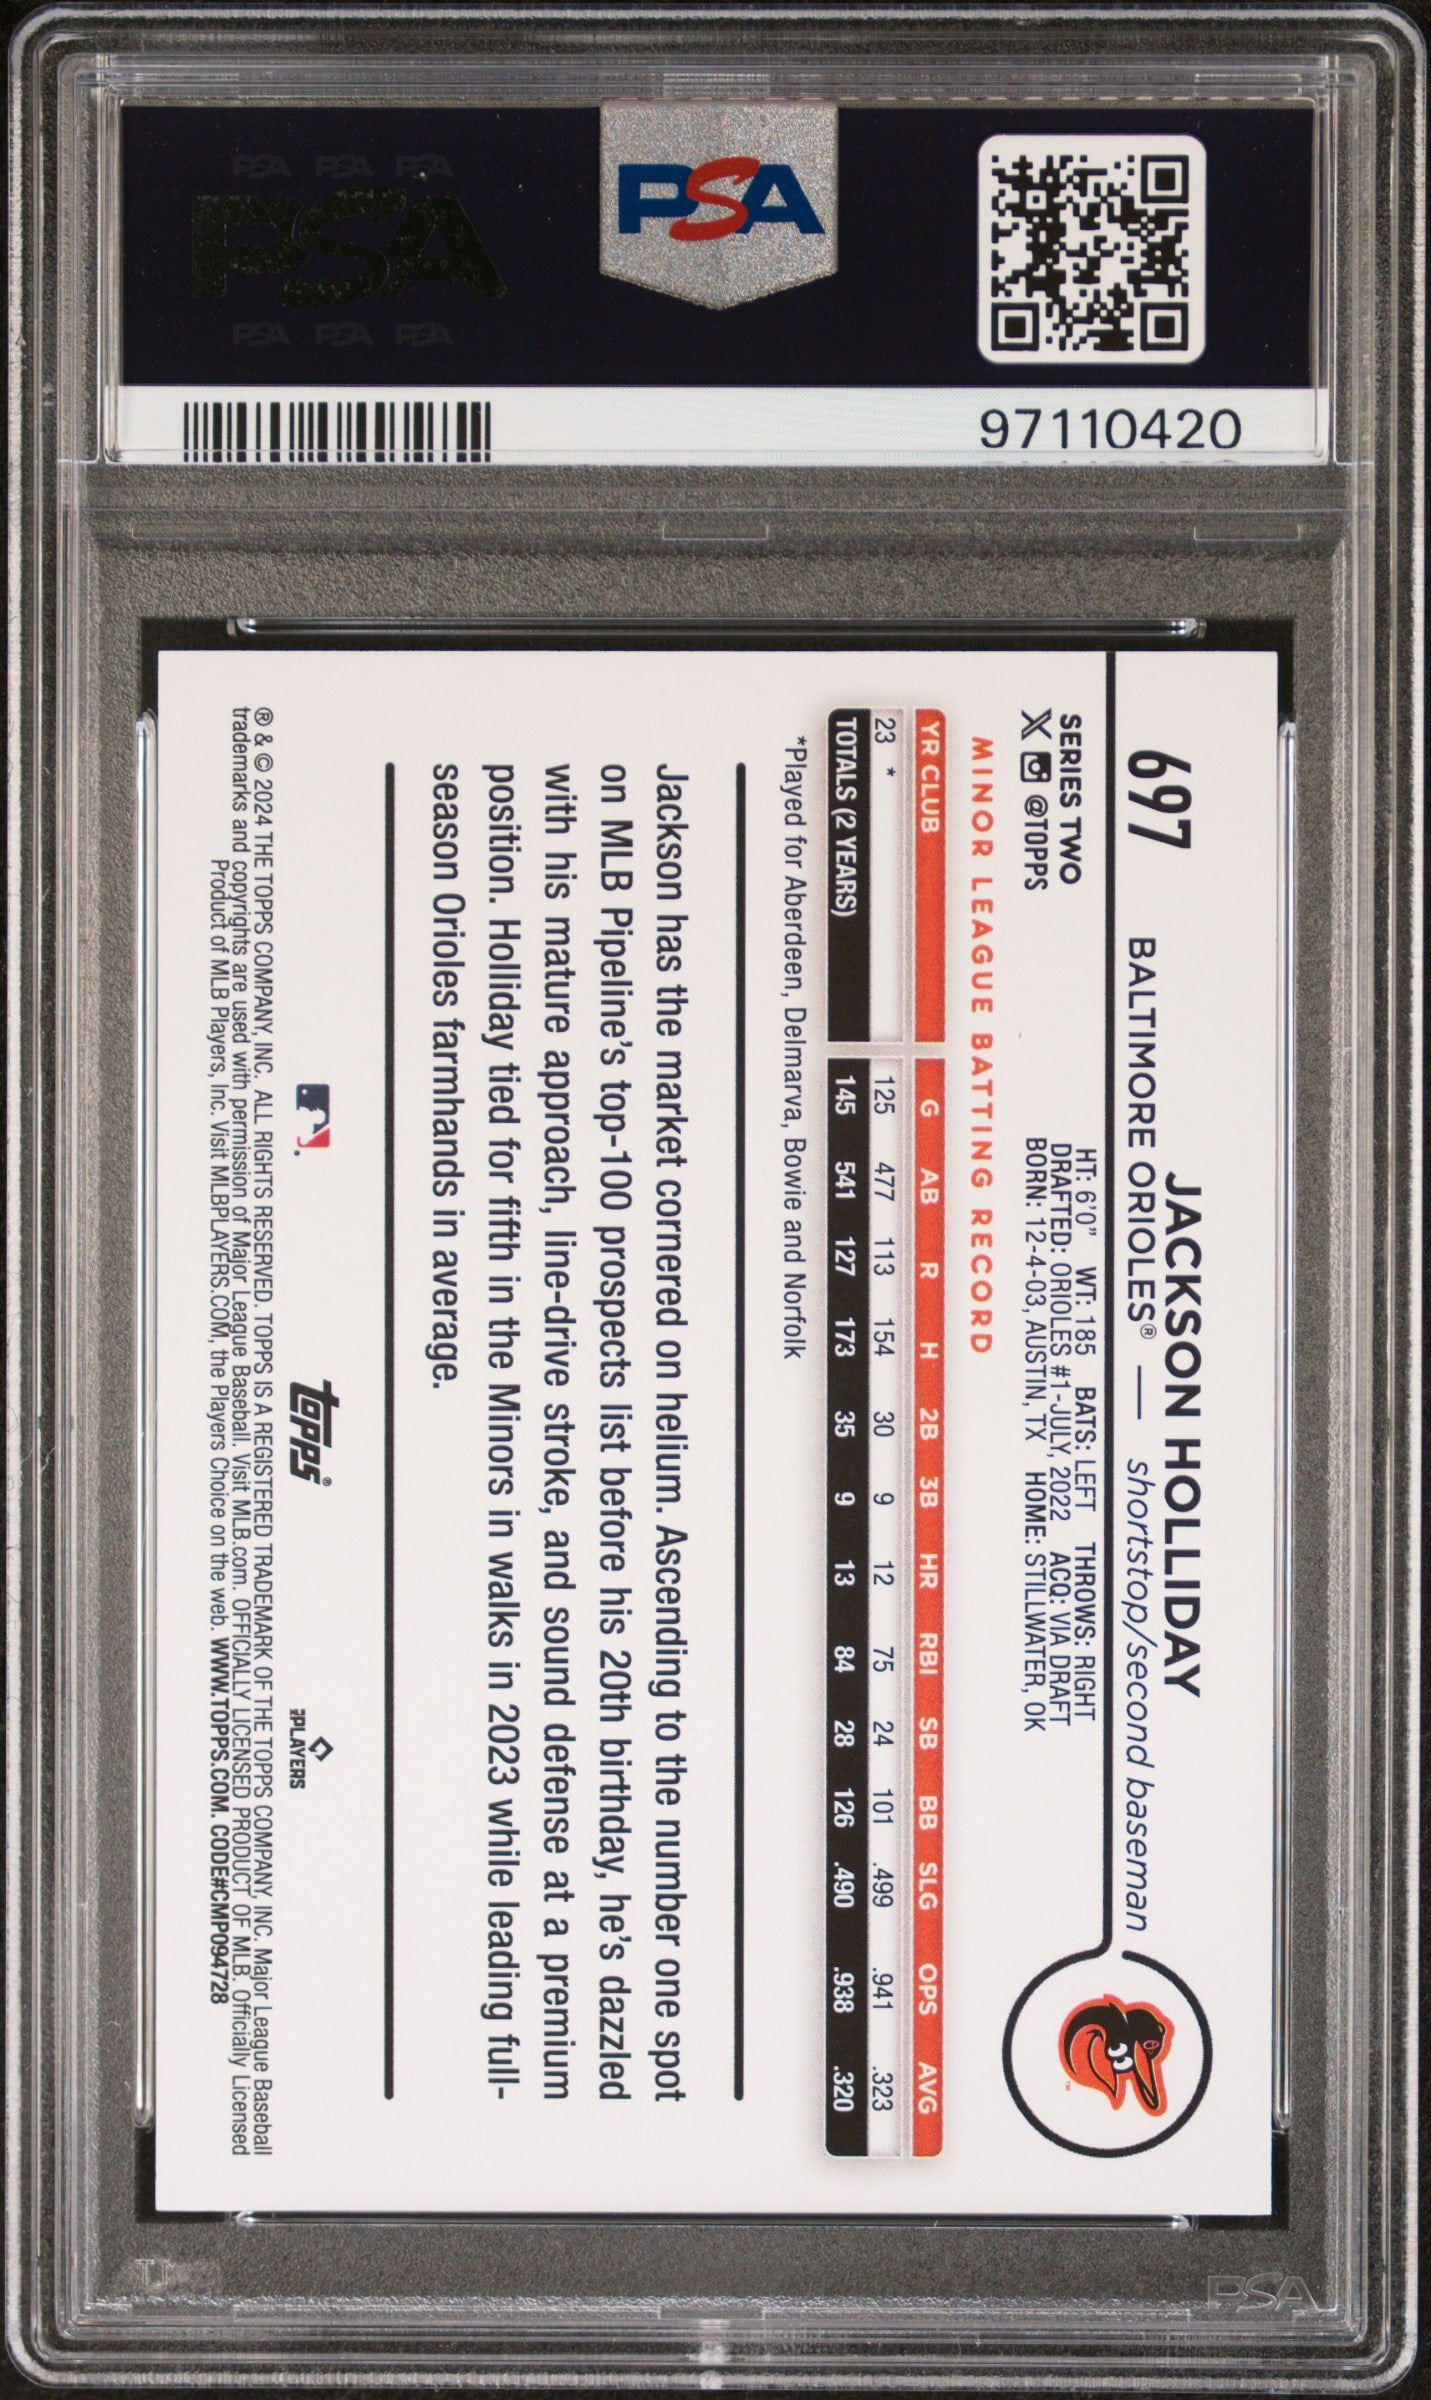 PSA PSA PSA
PSA
PSA PSA PSA
PSA
97110420
697
JACKSON HOLLIDAY
BALTIMORE ORIOLES® — shortstop/second baseman
SERIES TWO
X @TOPPS
HT: 6'0" WT: 185 BATS: LEFT THROWS: RIGHT
DRAFTED: ORIOLES #1-JULY, 2022 ACQ: VIA DRAFT
BORN: 12-4-03, AUSTIN, TX HOME: STILLWATER, OK
MINOR LEAGUE BATTING RECORD
YR CLUB G AB R H 2B 3B HR RBI SB BB SLG OPS AVG
23 * 125 477 113 154 30 9 12 75 24 101 .499 .941 .323
TOTALS (2 YEARS) 145 541 127 173 35 9 13 84 28 126 .490 .938 .320
*Played for Aberdeen, Delmarva, Bowie and Norfolk
Jackson has the market cornered on helium. Ascending to the number one spot
on MLB Pipeline's top-100 prospects list before his 20th birthday, he's dazzled
with his mature approach, line-drive stroke, and sound defense at a premium
position. Holliday tied for fifth in the Minors in walks in 2023 while leading full-
season Orioles farmhands in average.
topps®
PLAYERS
® & © 2024 THE TOPPS COMPANY, INC. ALL RIGHTS RESERVED. TOPPS IS A REGISTERED TRADEMARK OF THE TOPPS COMPANY, INC. Major League Baseball
trademarks and copyrights are used with permission of Major League Baseball. Visit MLB.com. OFFICIALLY LICENSED PRODUCT OF MLB. Officially Licensed
Product of MLB Players, Inc. Visit MLBPLAYERS.COM, the Players Choice on the web. WWW.TOPPS.COM. CODE#CMP094728
PSA